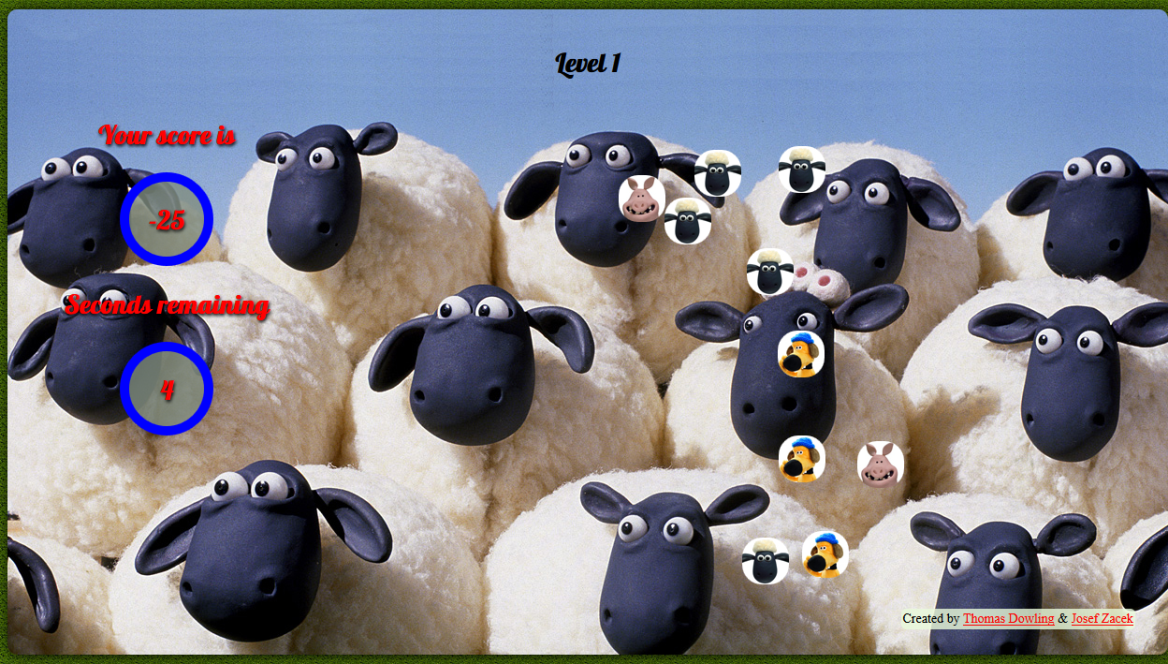 Level 1
Your score is
-25
Seconds remaining
4
Created by Thomas Dowling & Josef Zacek